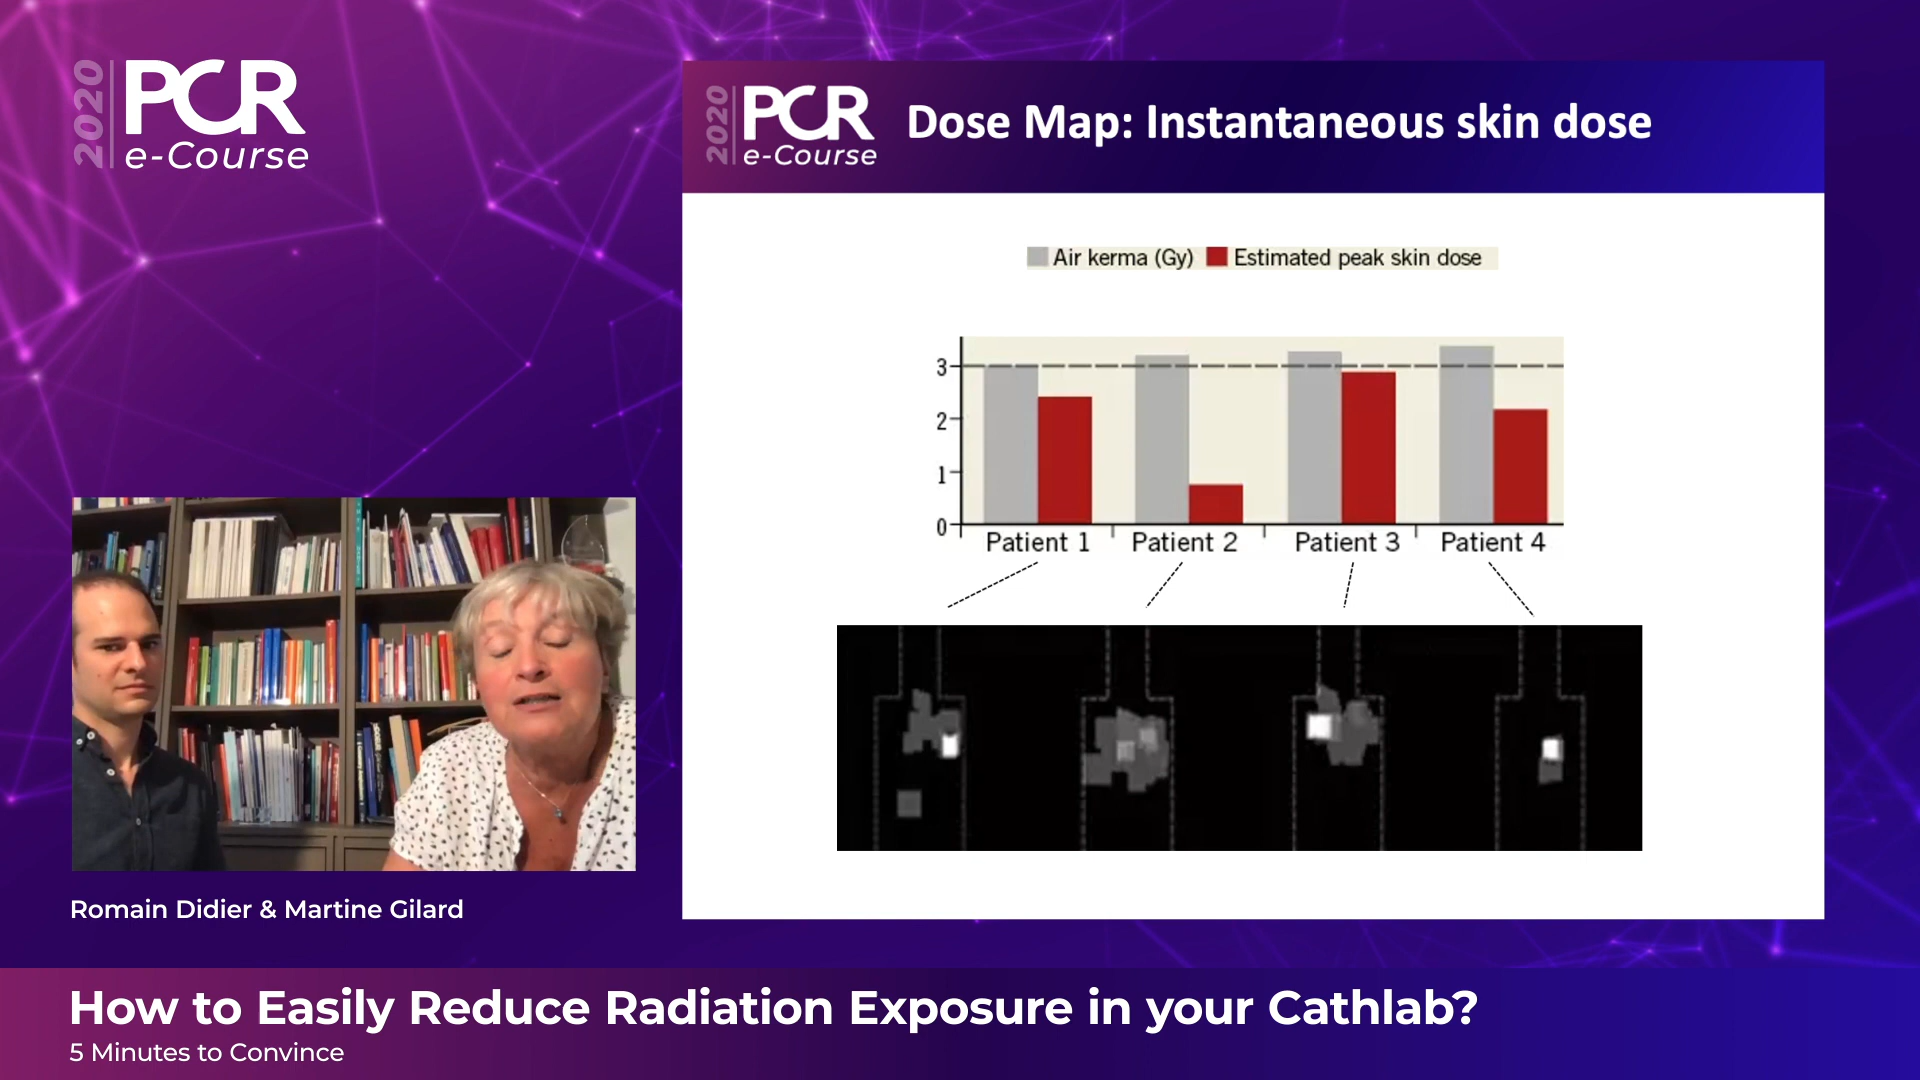 2020
PCR
e-Course
2020
PCR
e-Course
Dose Map: Instantaneous skin dose
Air kerma (Gy) Estimated peak skin dose
3
2
1
0
Patient 1 Patient 2 Patient 3 Patient 4
Romain Didier & Martine Gilard
How to Easily Reduce Radiation Exposure in your Cathlab?
5 Minutes to Convince